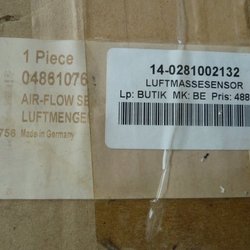 1 Piece
04861076
AIR-FLOW SE
LUFTMENGE
756 Made in Germany
14-0281002132
LUFTMASSESENSOR
Lp: BUTIK MK: BE Pris: 488